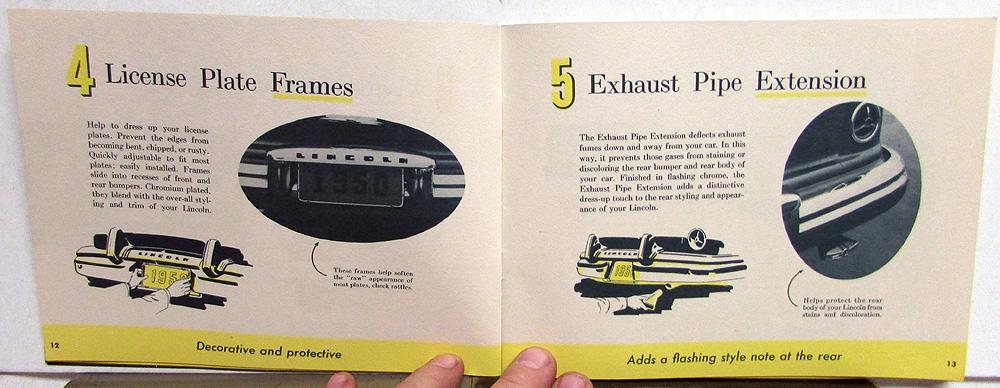 4 License Plate Frames
Help to dress up your license
plates. Prevent the edges from
becoming bent, chipped, or rusty.
Quickly adjustable to fit most
plates; easily installed. Frames
slide into recesses of front and
rear bumpers. Chromium plated,
they blend with the over-all styl-
ing and trim of your Lincoln.
LINCOLN
1950
LINCOLN
195
These frames help soften
the "raw" appearance of
most plates, check rattles.
12
Decorative and protective
5 Exhaust Pipe Extension
The Exhaust Pipe Extension deflects exhaust
fumes down and away from your car. In this
way, it prevents those gases from staining or
discoloring the rear bumper and rear body of
your car. Finished in flashing chrome, the
Exhaust Pipe Extension adds a distinctive
dress-up touch to the rear styling and appear-
ance of your Lincoln.
LINCOLN
195
Helps protect the rear
body of your Lincoln from
stains and discoloration.
Adds a flashing style note at the rear
13